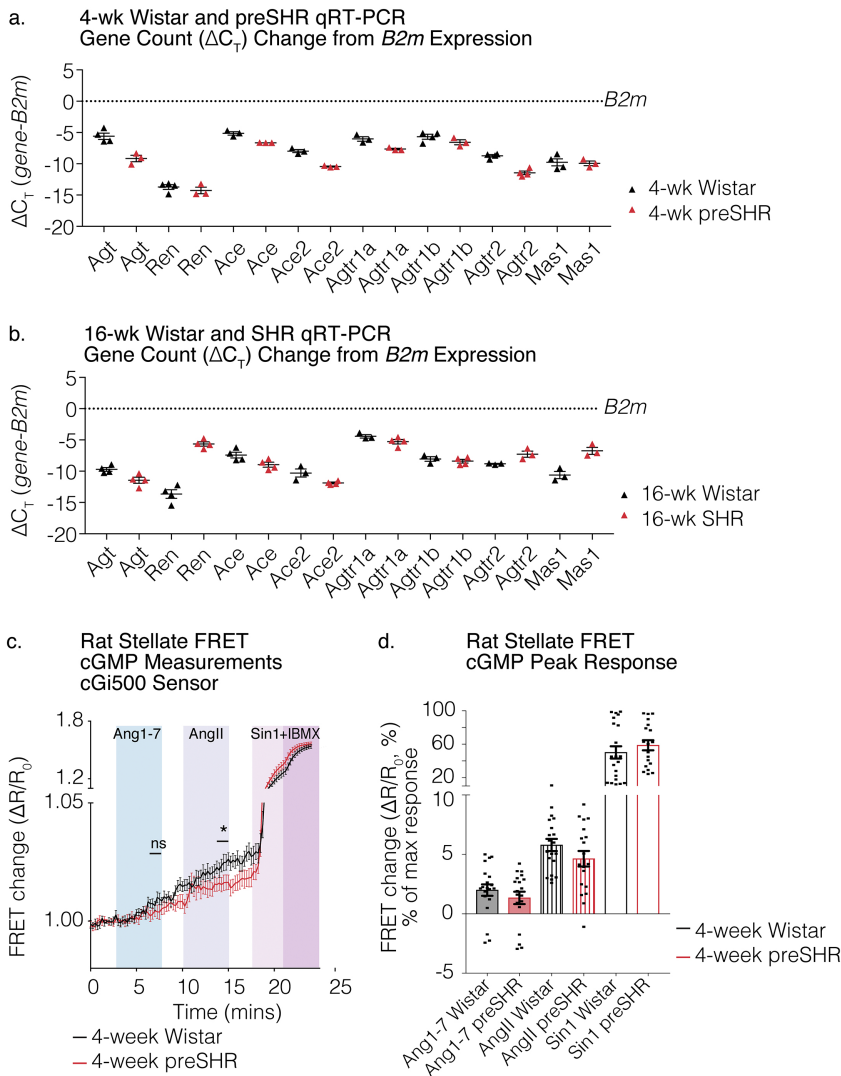 a.
4-wk Wistar and preSHR qRT-PCR
Gene Count (ΔC_T) Change from B2m Expression
ΔC_T (gene-B2m)
5
0
-5
-10
-15
-20
B2m
4-wk Wistar
4-wk preSHR
Agt Agt Ren Ren Ace Ace Ace2 Ace2 Agtr1a Agtr1a Agtr1b Agtr1b Agtr2 Agtr2 Mas1 Mas1
b.
16-wk Wistar and SHR qRT-PCR
Gene Count (ΔC_T) Change from B2m Expression
ΔC_T (gene-B2m)
5
0
-5
-10
-15
-20
B2m
16-wk Wistar
16-wk SHR
Agt Agt Ren Ren Ace Ace Ace2 Ace2 Agtr1a Agtr1a Agtr1b Agtr1b Agtr2 Agtr2 Mas1 Mas1
c.
Rat Stellate FRET
cGMP Measurements
cGi500 Sensor
FRET change (ΔR/R0)
1.8
1.2
1.05
1.00
Ang1-7 AngII Sin1+IBMX
ns
*
0 5 10 15 20 25
Time (mins)
4-week Wistar
4-week preSHR
d.
Rat Stellate FRET
cGMP Peak Response
FRET change (ΔR/R0, %)
% of max response
100
60
20
10
5
0
-5
4-week Wistar
4-week preSHR
Ang1-7 Wistar
Ang1-7 preSHR
AngII Wistar
AngII preSHR
Sin1 Wistar
Sin1 preSHR